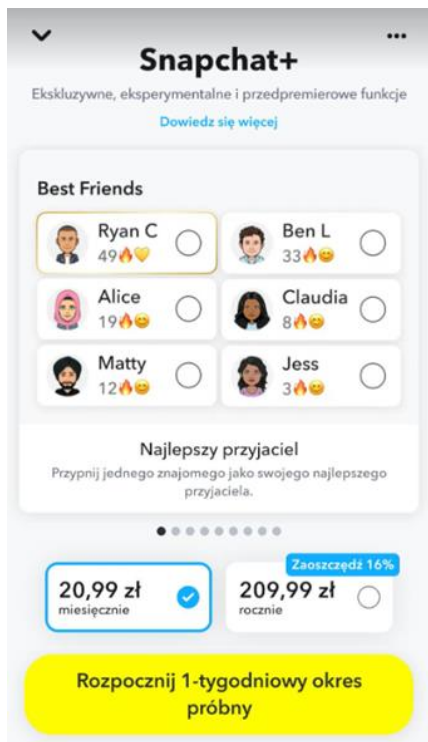 Snapchat+
Ekskluzywne, eksperymentalne i przedpremierowe funkcje
Dowiedz się więcej
Best Friends
Ryan C
49🔥💛
Ben L
33🔥😊
Alice
19🔥😊
Claudia
8🔥😊
Matty
12🔥😊
Jess
3🔥😊
Najlepszy przyjaciel
Przypnij jednego znajomego jako swojego najlepszego
przyjaciela.
Zaoszczędź 16%
20,99 zł
miesięcznie
209,99 zł
rocznie
Rozpocznij 1-tygodniowy okres
próbny